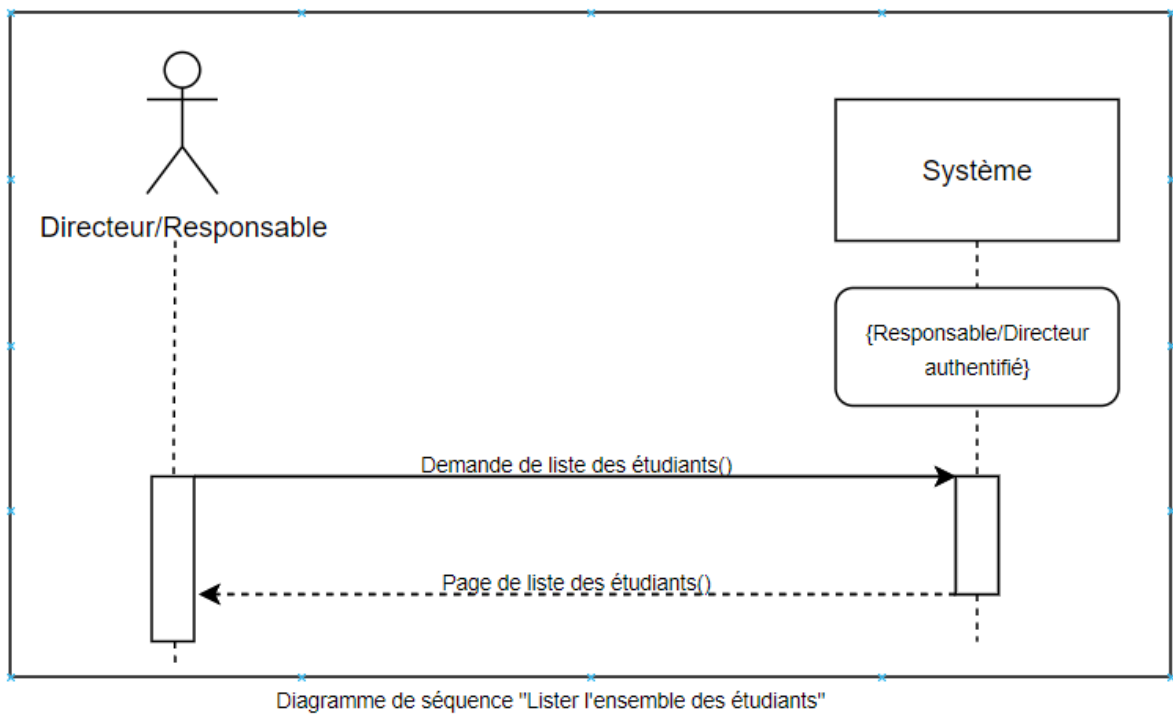 Système
Directeur/Responsable
{Responsable/Directeur
authentifié}
Demande de liste des étudiants()
Page de liste des étudiants()
Diagramme de séquence "Lister l'ensemble des étudiants"